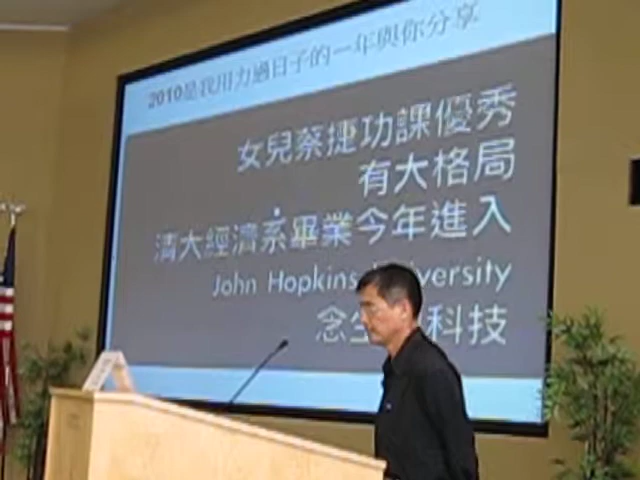 2010是我用力過日子的一年與你分享
女兒蔡捷功課優秀
有大格局
清大經濟系畢業今年進入
John Hopkins University
念生 科技